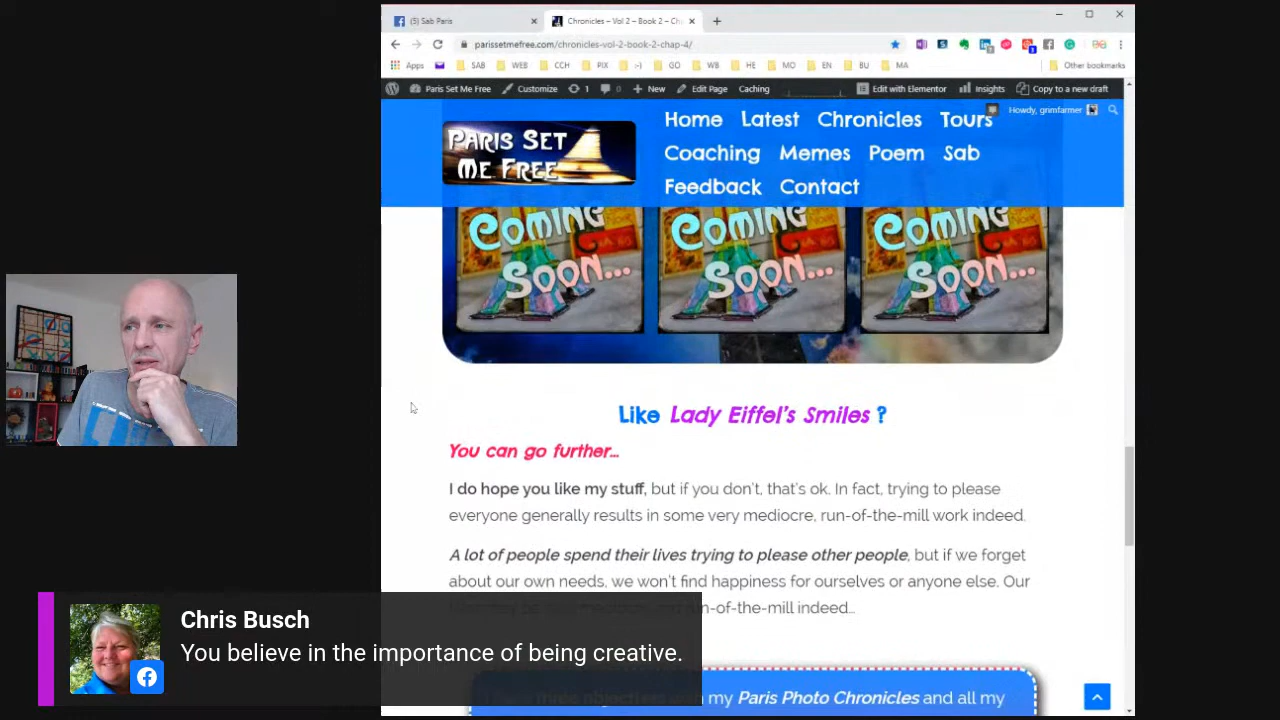 (5) Sab Paris
Chronicles – Vol 2 – Book 2 – Ch
parissetmefree.com/chronicles-vol-2-book-2-chap-4/
Apps SAB WEB CCH PIX :-) GO WB HE MO EN BU MA Other bookmarks
Paris Set Me Free Customize 1 0 New Edit Page Caching Edit with Elementor Insights Copy to a new draft
Howdy, grimfarmer
PARIS SET
ME FREE
Home Latest Chronicles Tours
Coaching Memes Poem Sab
Feedback Contact
COMING SOON...
COMING SOON...
COMING SOON...
Like Lady Eiffel's Smiles ?
You can go further...
I do hope you like my stuff, but if you don't, that's ok. In fact, trying to please
everyone generally results in some very mediocre, run-of-the-mill work indeed.
A lot of people spend their lives trying to please other people, but if we forget
about our own needs, we won't find happiness for ourselves or anyone else. Our
run-of-the-mill indeed...
Chris Busch
You believe in the importance of being creative.
my Paris Photo Chronicles and all my